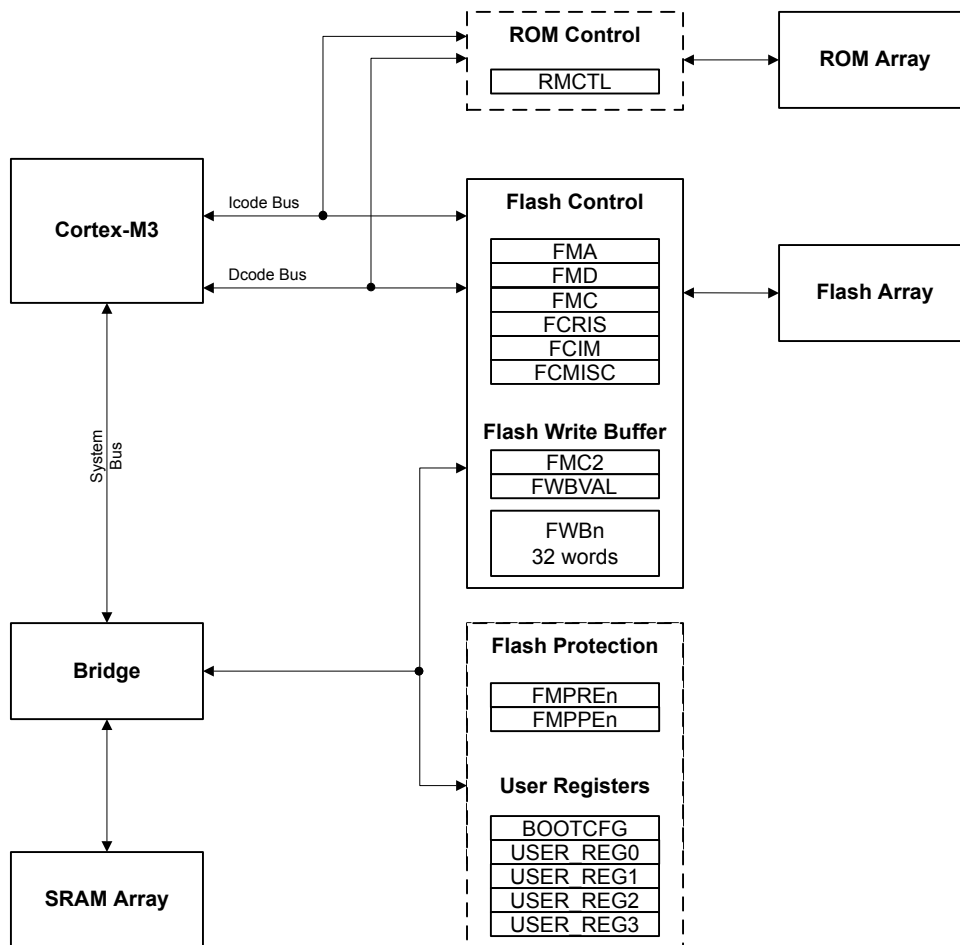 ROM Control
RMCTL
ROM Array
Cortex-M3
Icode Bus
Dcode Bus
Flash Control
FMA
FMD
FMC
FCRIS
FCIM
FCMISC
Flash Array
System
Bus
Flash Write Buffer
FMC2
FWBVAL
FWBn
32 words
Bridge
Flash Protection
FMPREn
FMPPEn
User Registers
BOOTCFG
USER_REG0
USER_REG1
USER_REG2
USER_REG3
SRAM Array